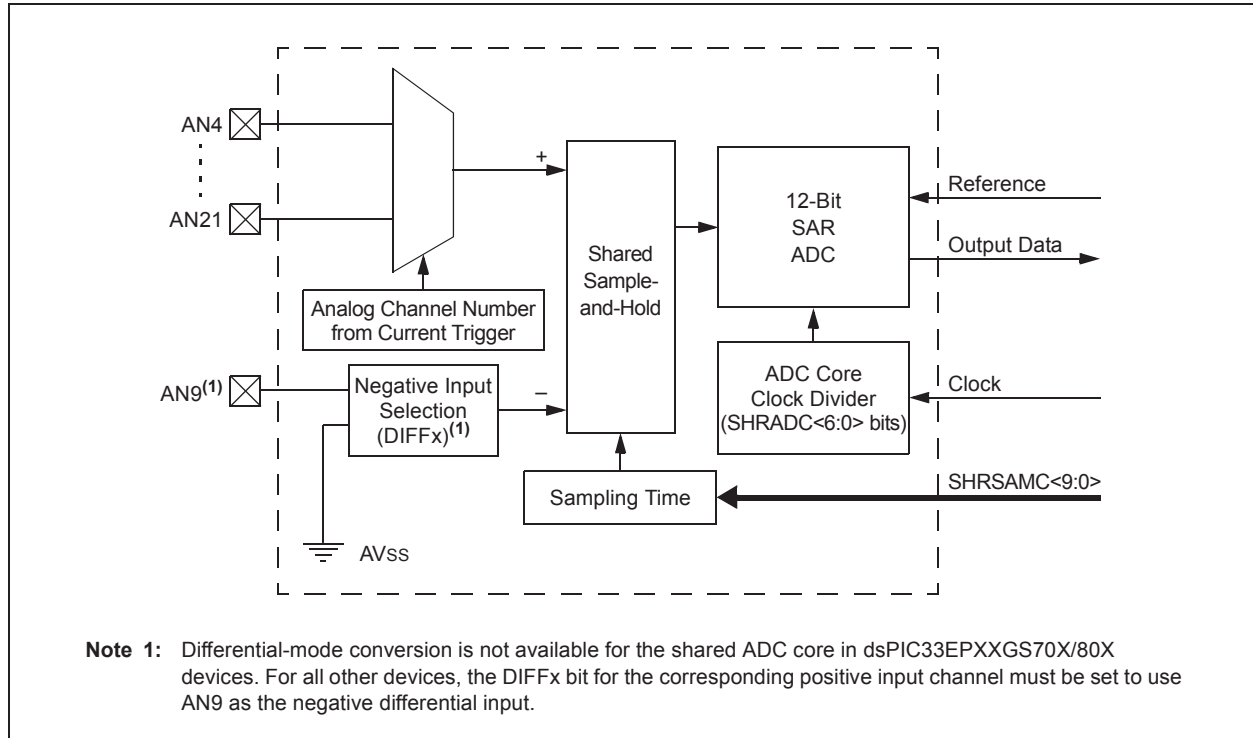 AN4
AN21
+
Analog Channel Number
from Current Trigger
AN9(1)
Negative Input
Selection
(DIFFx)(1)
–
AVSS
Shared
Sample-
and-Hold
Sampling Time
12-Bit
SAR
ADC
ADC Core
Clock Divider
(SHRADC<6:0> bits)
Reference
Output Data
Clock
SHRSAMC<9:0>
Note 1: Differential-mode conversion is not available for the shared ADC core in dsPIC33EPXXGS70X/80X
devices. For all other devices, the DIFFx bit for the corresponding positive input channel must be set to use
AN9 as the negative differential input.